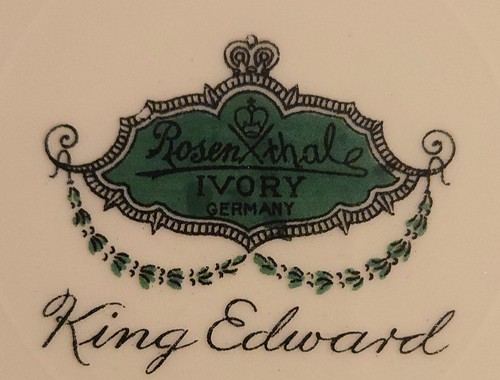 Rosenthal
IVORY
GERMANY
King Edward